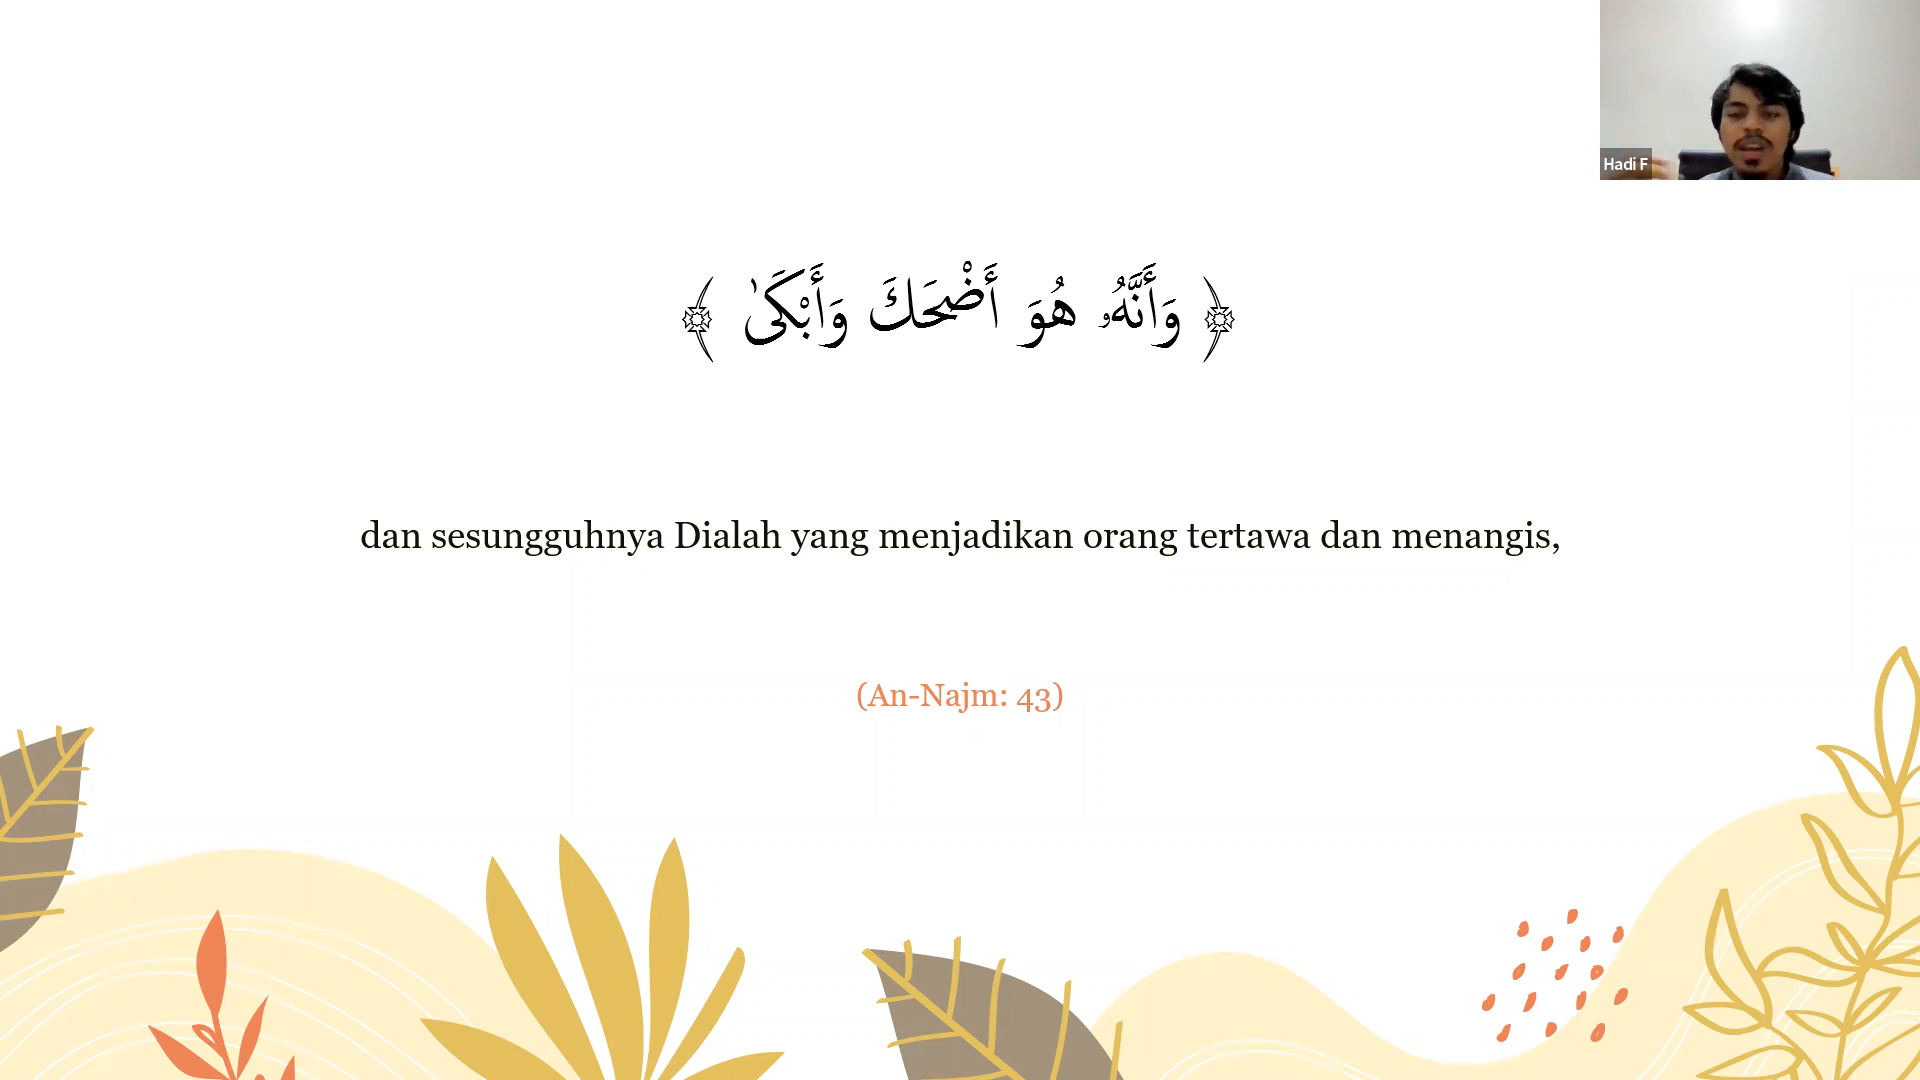 Hadi F
﴿ وَأَنَّهُۥ هُوَ أَضْحَكَ وَأَبْكَىٰ ﴾
dan sesungguhnya Dialah yang menjadikan orang tertawa dan menangis,
(An-Najm: 43)